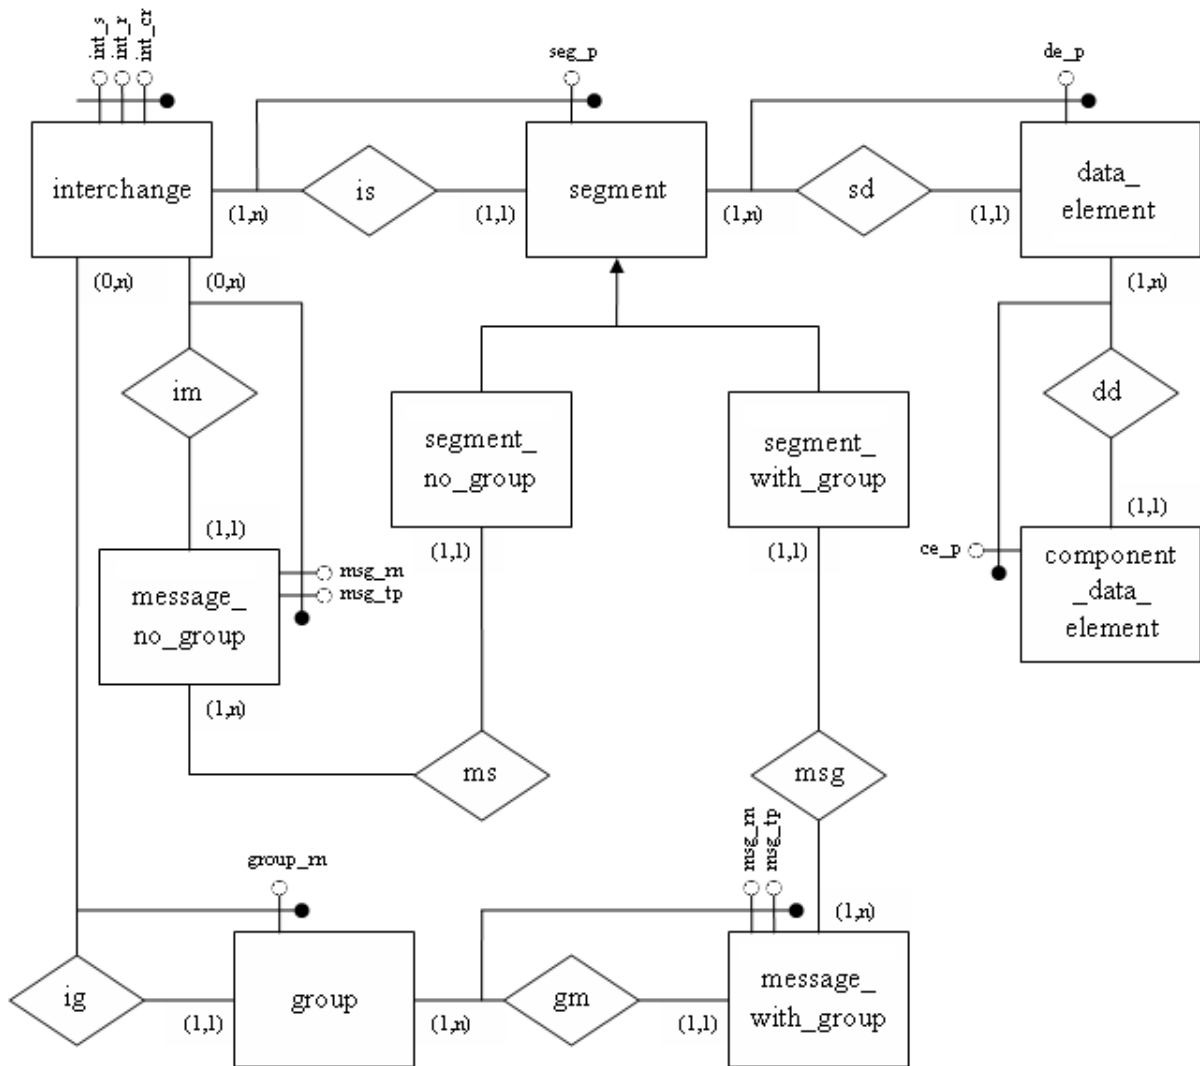 int_s
int_r
int_cr
seg_p
de_p
interchange
is
segment
sd
data_
element
(1,n)
(1,1)
(1,n)
(1,1)
(0,n)
(0,n)
(1,n)
im
dd
segment_
no_group
segment_
with_group
(1,1)
(1,1)
(1,1)
(1,1)
ce_p
component
_data_
element
msg_rn
msg_tp
message_
no_group
(1,n)
ms
msg
group_rn
msg_rn
msg_tp
(1,n)
ig
group
gm
message_
with_group
(1,1)
(1,n)
(1,1)